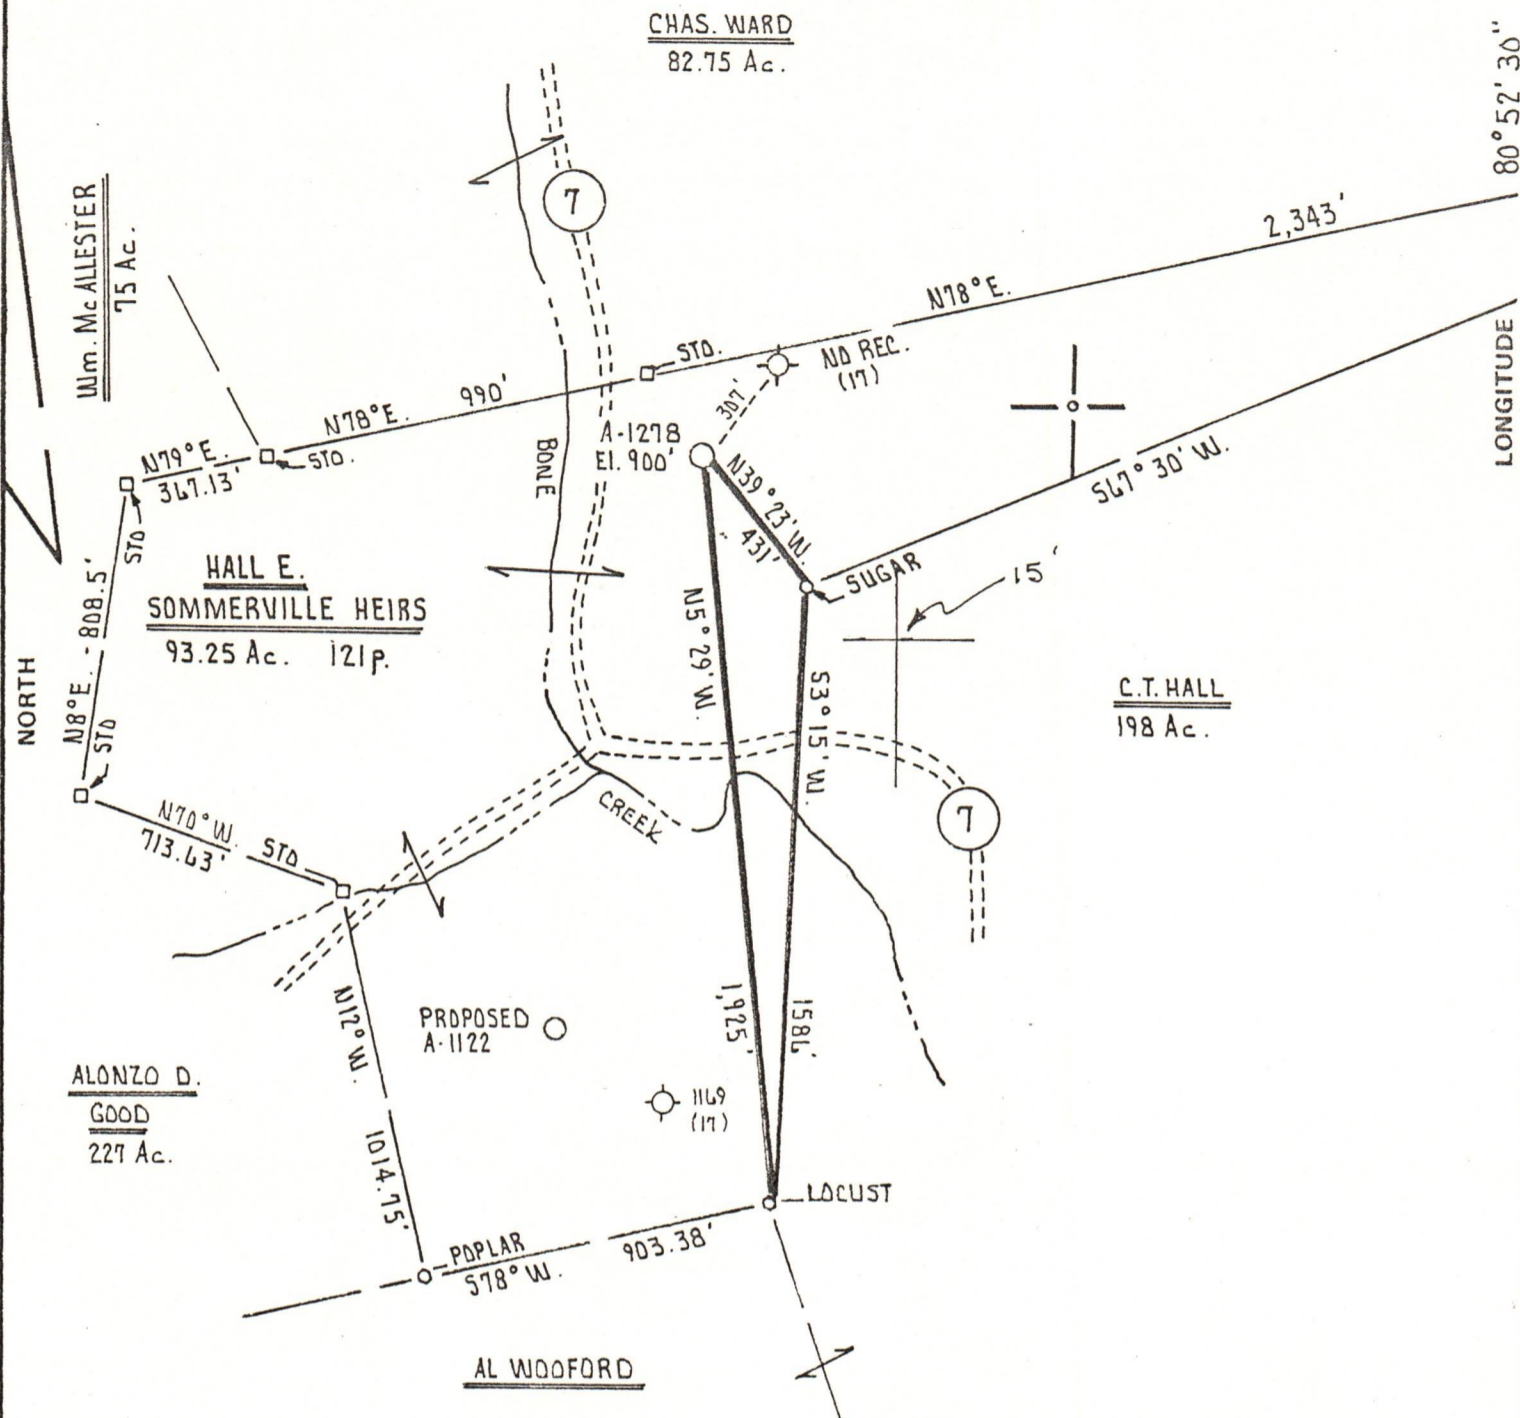 CHAS. WARD
82.75 Ac.
80° 52' 30"
LONGITUDE
7
Wm. McALLESTER
75 Ac.
2,343'
N78°E.
STO.
NO REC.
(17)
307'
990'
N78°E.
A-1278
El. 900'
N79°E.
367.13'
STO.
STO
BONE
N39°23'W.
431'
S67°30'W.
SUGAR
15'
HALL E.
SOMMERVILLE HEIRS
93.25 Ac. 121p.
N8°E. - 808.5'
STO
NORTH
N5°29'W.
1,925'
S3°15'W.
1586'
C.T. HALL
198 Ac.
7
CREEK
N70°W.
713.63'
STO
N12°W.
1014.75'
PROPOSED
A-1122
1169
(17)
ALONZO D.
GOOD
227 Ac.
LOCUST
POPLAR
S78°W.
903.38'
AL WOOFORD